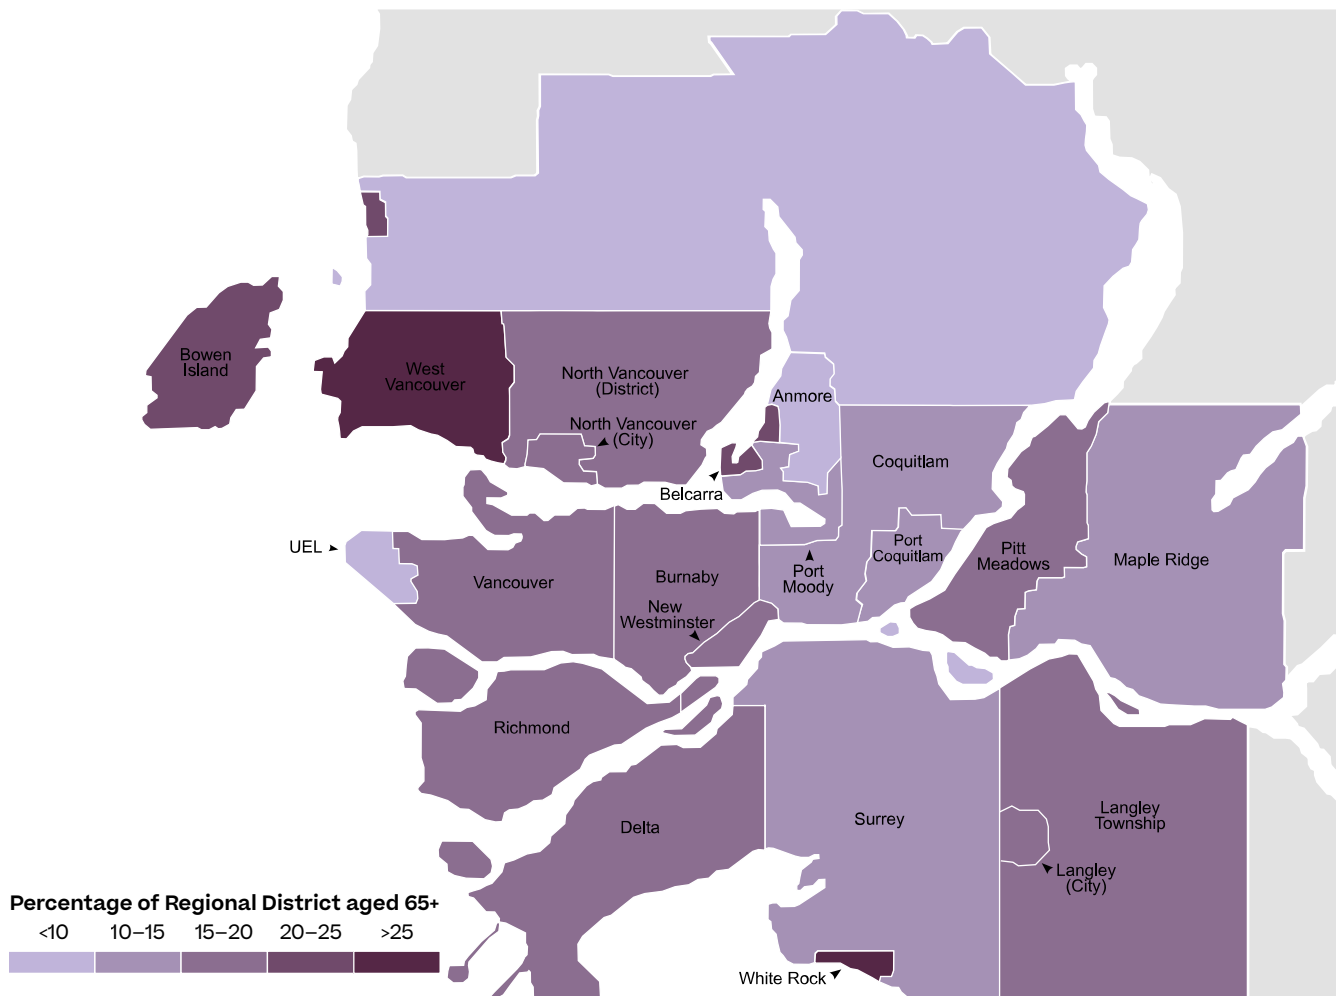 Bowen
Island
West
Vancouver
North Vancouver
(District)
North Vancouver
(City)
Anmore
Belcarra
Coquitlam
Port
Coquitlam
Port
Moody
Pitt
Meadows
Maple Ridge
UEL
Vancouver
Burnaby
New
Westminster
Richmond
Delta
Surrey
Langley
Township
Langley
(City)
White Rock
Percentage of Regional District aged 65+
<10 10–15 15–20 20–25 >25